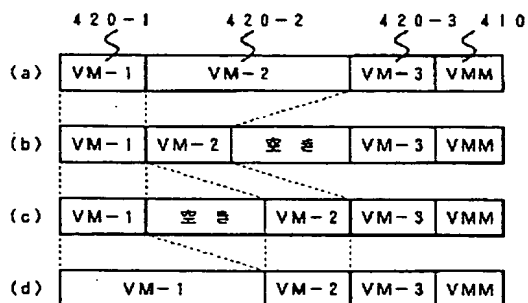 420-1 420-2 420-3 410
(a) VM-1 VM-2 VM-3 VMM
(b) VM-1 VM-2 空き VM-3 VMM
(c) VM-1 空き VM-2 VM-3 VMM
(d) VM-1 VM-2 VM-3 VMM